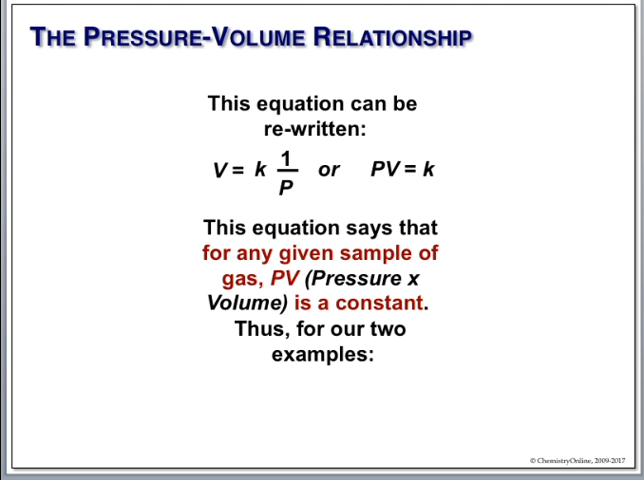 THE PRESSURE-VOLUME RELATIONSHIP
This equation can be
re-written:
V = k 1/P or PV = k
This equation says that
for any given sample of
gas, PV (Pressure x
Volume) is a constant.
Thus, for our two
examples:
© ChemistryOnline, 2009-2017